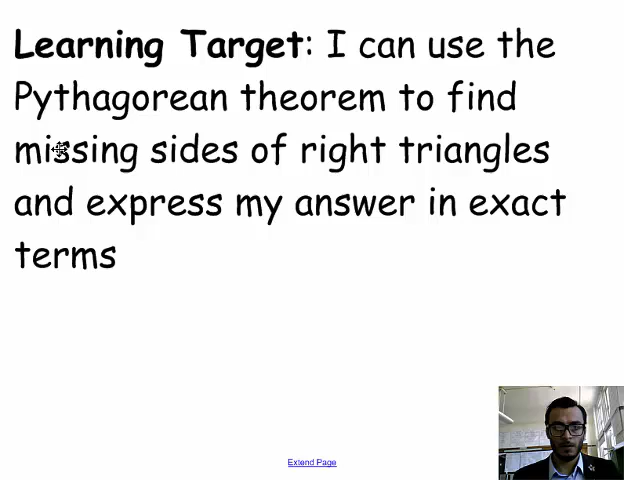 Learning Target: I can use the
Pythagorean theorem to find
missing sides of right triangles
and express my answer in exact
terms
Extend Page